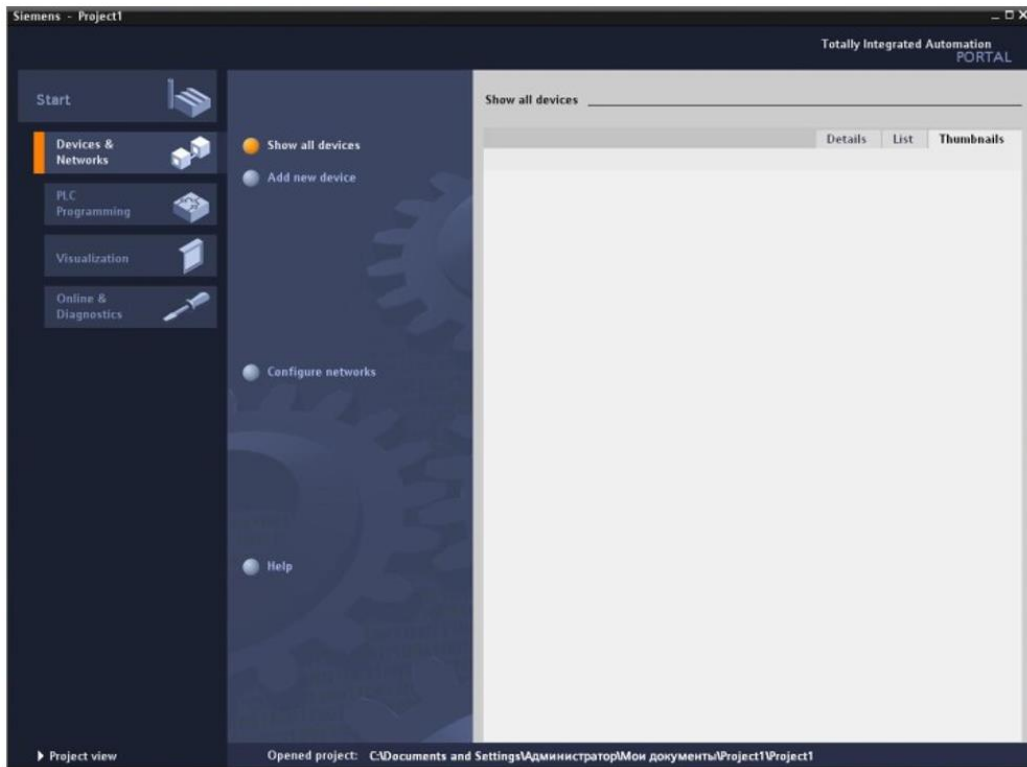 Siemens - Project1
Totally Integrated Automation
PORTAL
Start
Devices &
Networks
PLC
Programming
Visualization
Online &
Diagnostics
Show all devices
Add new device
Configure networks
Help
Show all devices
Details List Thumbnails
Project view
Opened project: C:\Documents and Settings\Администратор\Мои документы\Project1\Project1